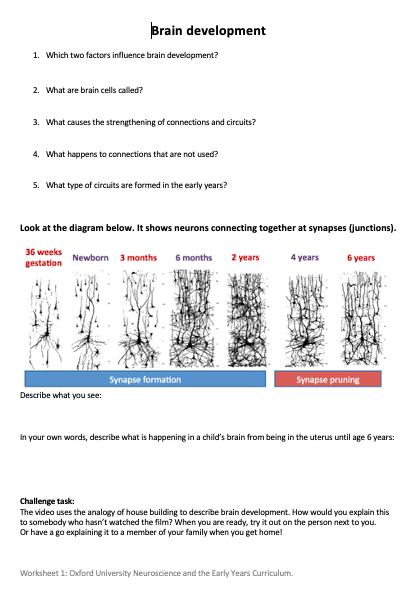 Brain development
1. Which two factors influence brain development?
2. What are brain cells called?
3. What causes the strengthening of connections and circuits?
4. What happens to connections that are not used?
5. What type of circuits are formed in the early years?
Look at the diagram below. It shows neurons connecting together at synapses (junctions).
36 weeks
gestation
Newborn
3 months
6 months
2 years
4 years
6 years
Synapse formation
Synapse pruning
Describe what you see:
In your own words, describe what is happening in a child's brain from being in the uterus until age 6 years:
Challenge task:
The video uses the analogy of house building to describe brain development. How would you explain this
to somebody who hasn't watched the film? When you are ready, try it out on the person next to you.
Or have a go explaining it to a member of your family when you get home!
Worksheet 1: Oxford University Neuroscience and the Early Years Curriculum.